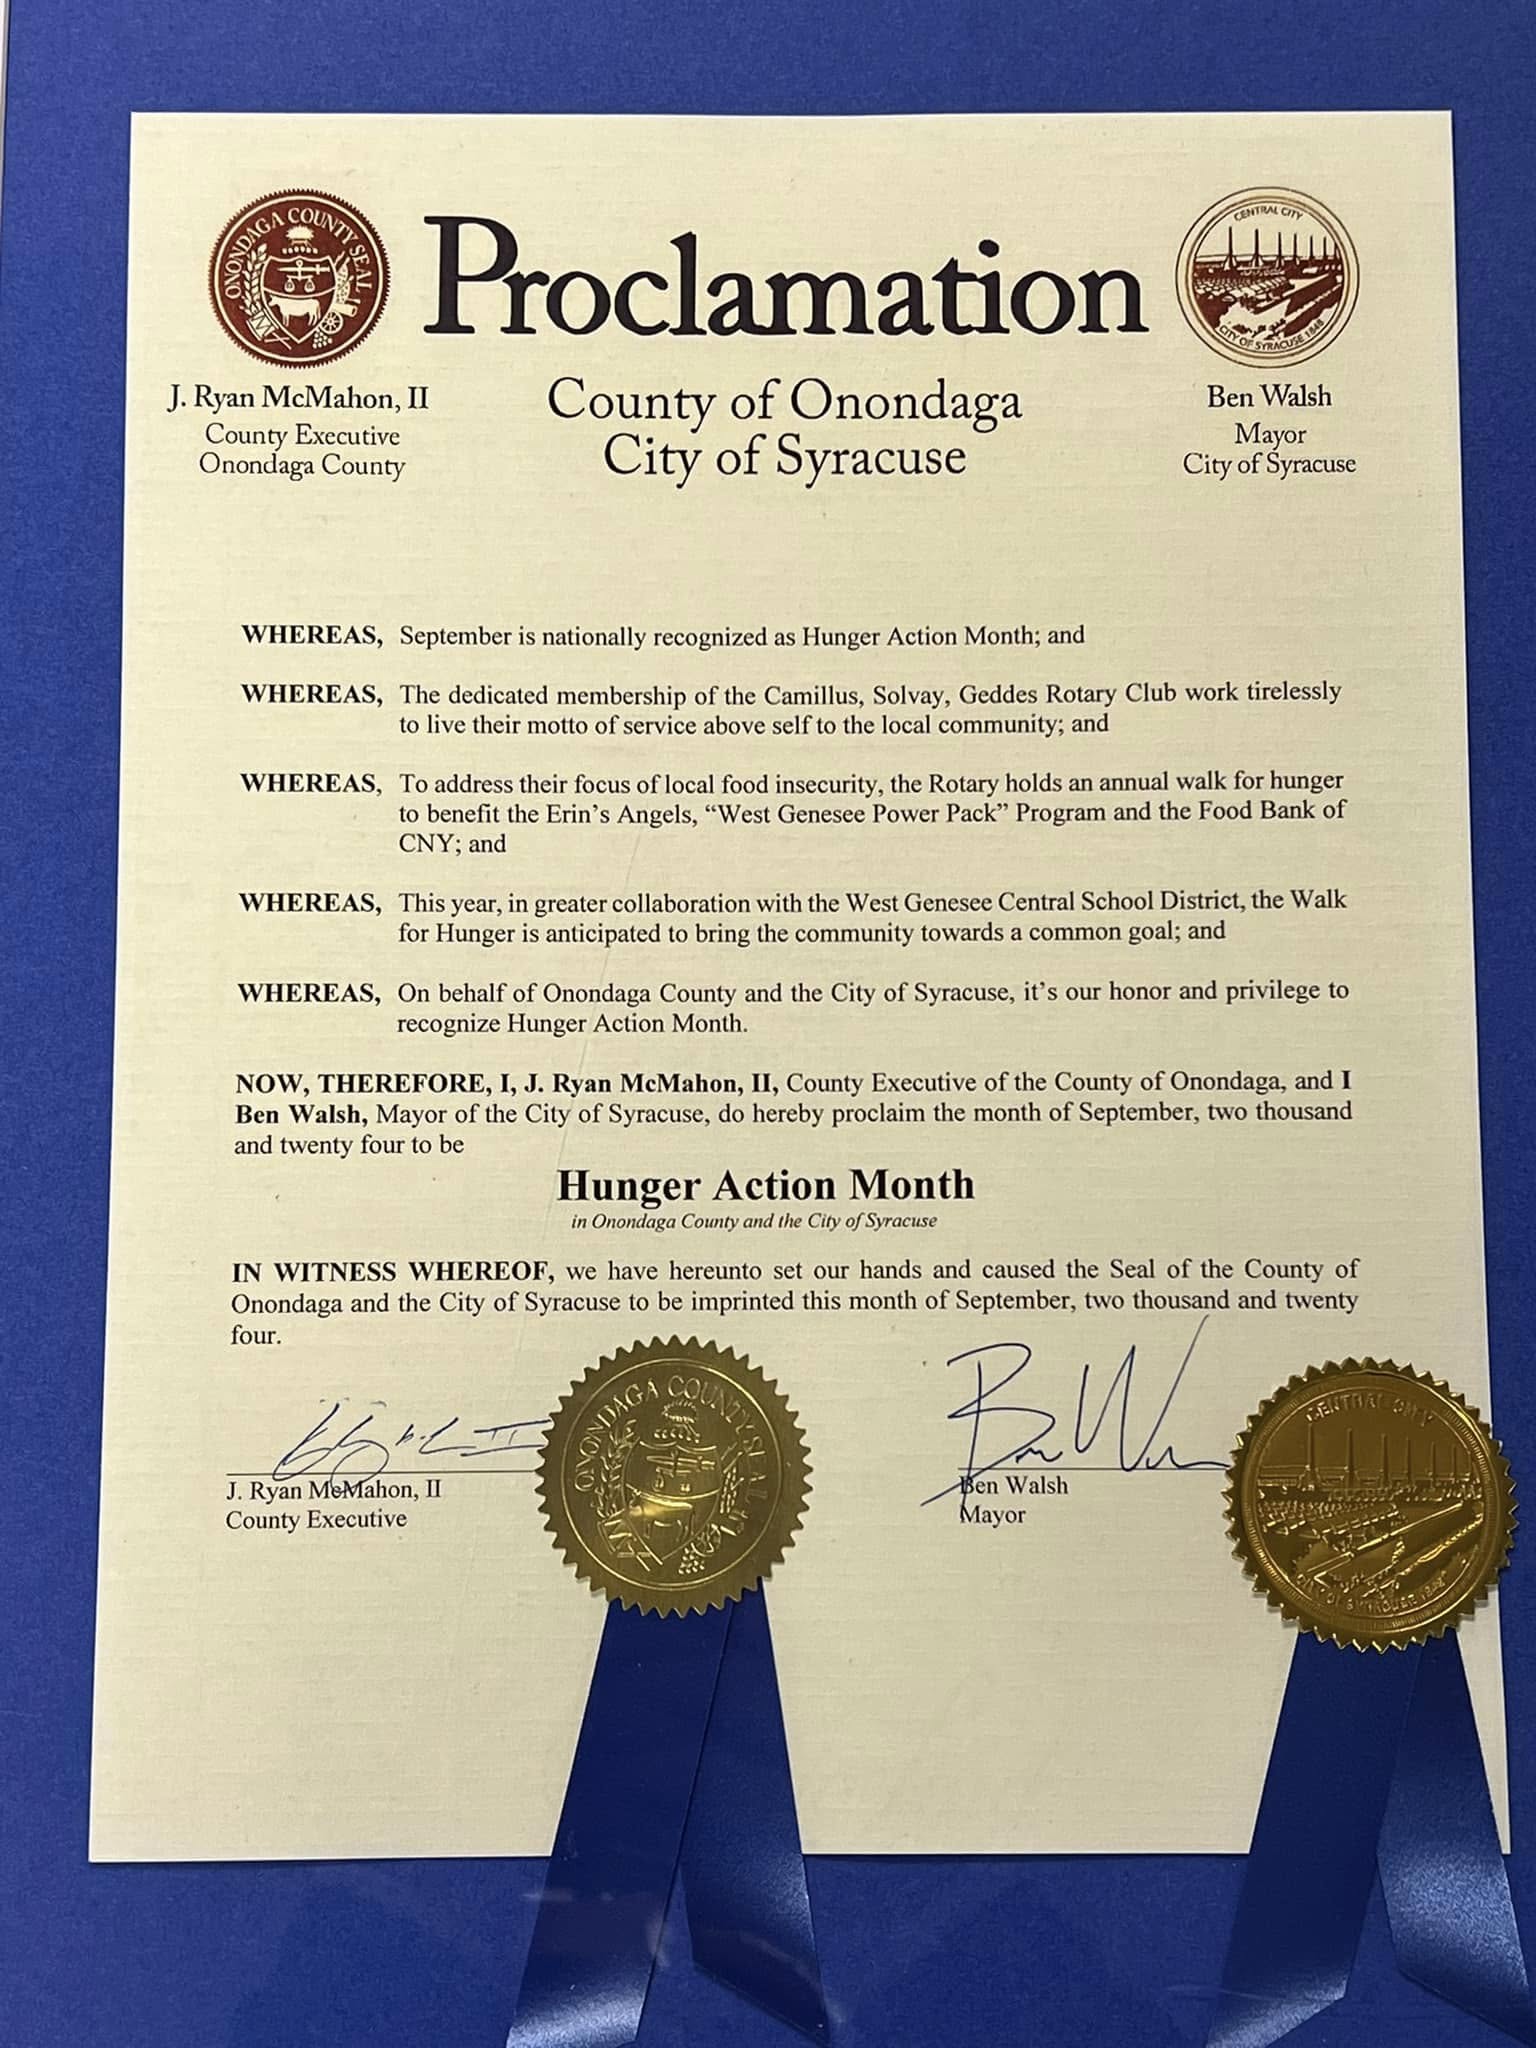 ONONDAGA COUNTY SEAL
Proclamation
CENTRAL CITY
CITY OF SYRACUSE 1848
J. Ryan McMahon, II
County Executive
Onondaga County
County of Onondaga
City of Syracuse
Ben Walsh
Mayor
City of Syracuse
WHEREAS, September is nationally recognized as Hunger Action Month; and
WHEREAS, The dedicated membership of the Camillus, Solvay, Geddes Rotary Club work tirelessly
to live their motto of service above self to the local community; and
WHEREAS, To address their focus of local food insecurity, the Rotary holds an annual walk for hunger
to benefit the Erin's Angels, “West Genesee Power Pack” Program and the Food Bank of
CNY; and
WHEREAS, This year, in greater collaboration with the West Genesee Central School District, the Walk
for Hunger is anticipated to bring the community towards a common goal; and
WHEREAS, On behalf of Onondaga County and the City of Syracuse, it's our honor and privilege to
recognize Hunger Action Month.
NOW, THEREFORE, I, J. Ryan McMahon, II, County Executive of the County of Onondaga, and I
Ben Walsh, Mayor of the City of Syracuse, do hereby proclaim the month of September, two thousand
and twenty four to be
Hunger Action Month
in Onondaga County and the City of Syracuse
IN WITNESS WHEREOF, we have hereunto set our hands and caused the Seal of the County of
Onondaga and the City of Syracuse to be imprinted this month of September, two thousand and twenty
four.
J. Ryan McMahon, II
County Executive
ONONDAGA COUNTY SEAL
Ben Walsh
Mayor
CENTRAL CITY
CITY OF SYRACUSE 1848